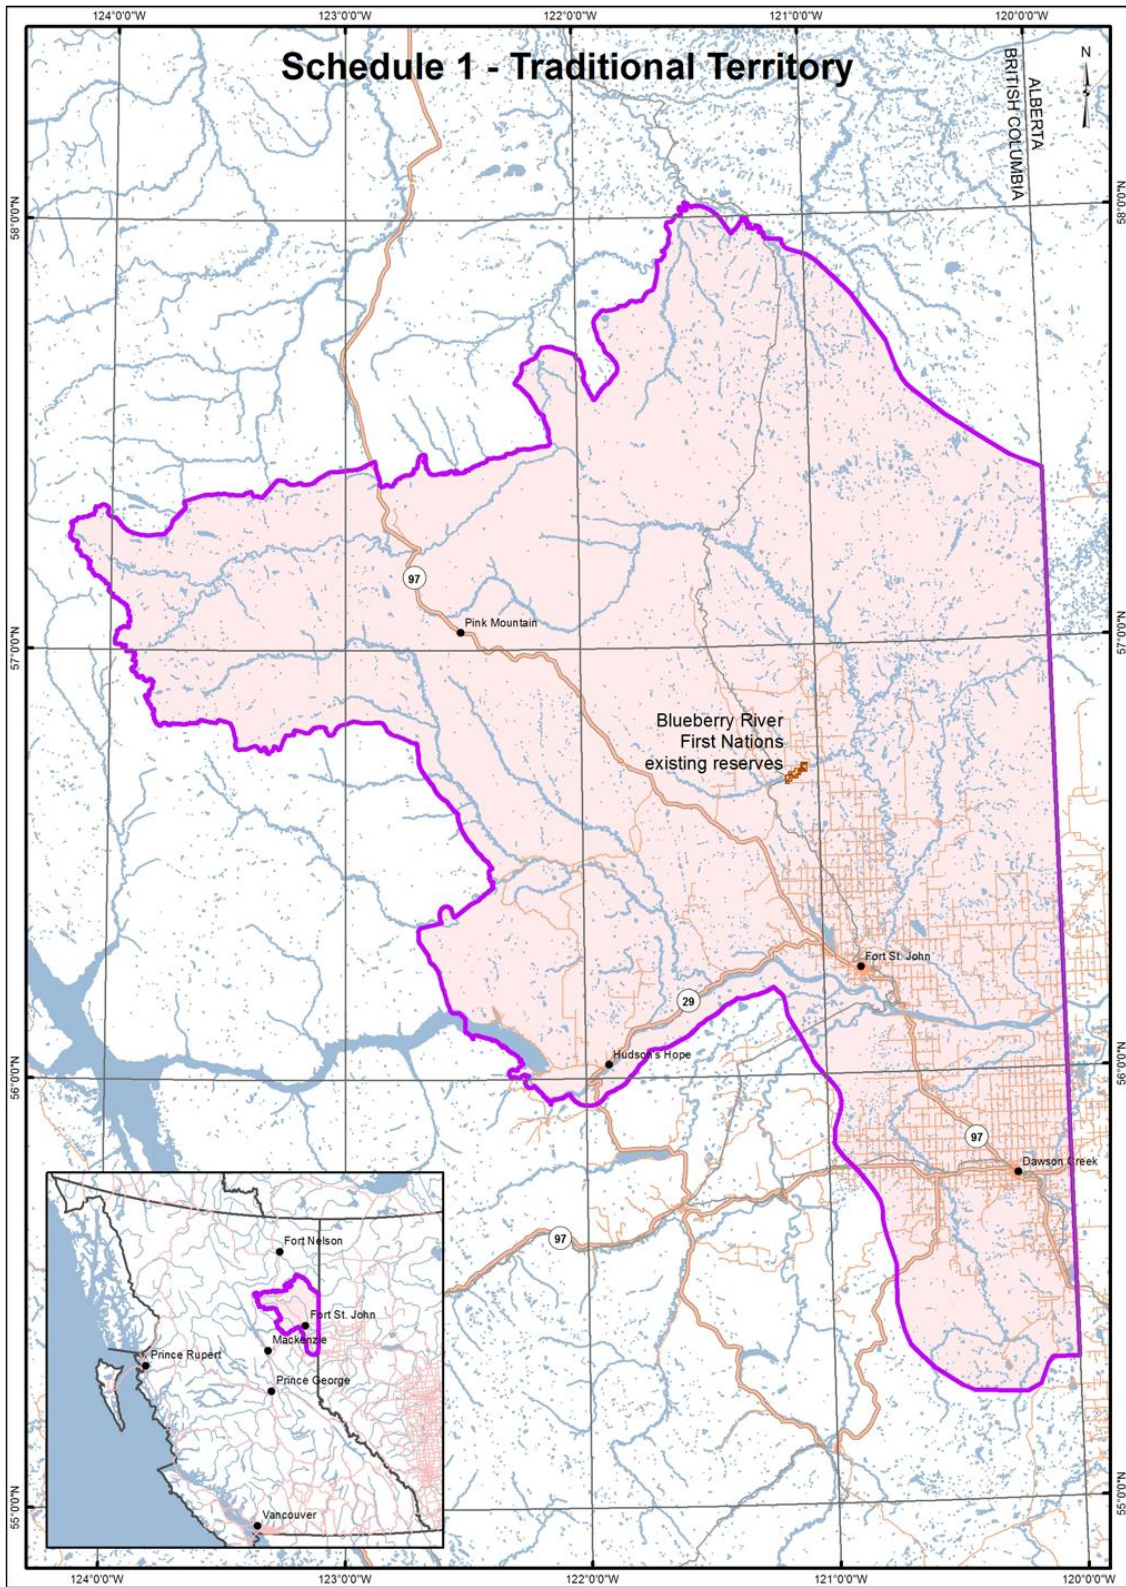 124°0'0"W
123°0'0"W
122°0'0"W
121°0'0"W
120°0'0"W
Schedule 1 - Traditional Territory
N
ALBERTA
BRITISH COLUMBIA
58°0'0"N
58°0'0"N
97
Pink Mountain
57°0'0"N
57°0'0"N
Blueberry River
First Nations
existing reserves
Fort St. John
29
Hudson's Hope
56°0'0"N
56°0'0"N
97
Dawson Creek
97
Fort Nelson
Fort St. John
Mackenzie
Prince Rupert
Prince George
Vancouver
55°0'0"N
55°0'0"N
124°0'0"W
123°0'0"W
122°0'0"W
121°0'0"W
120°0'0"W